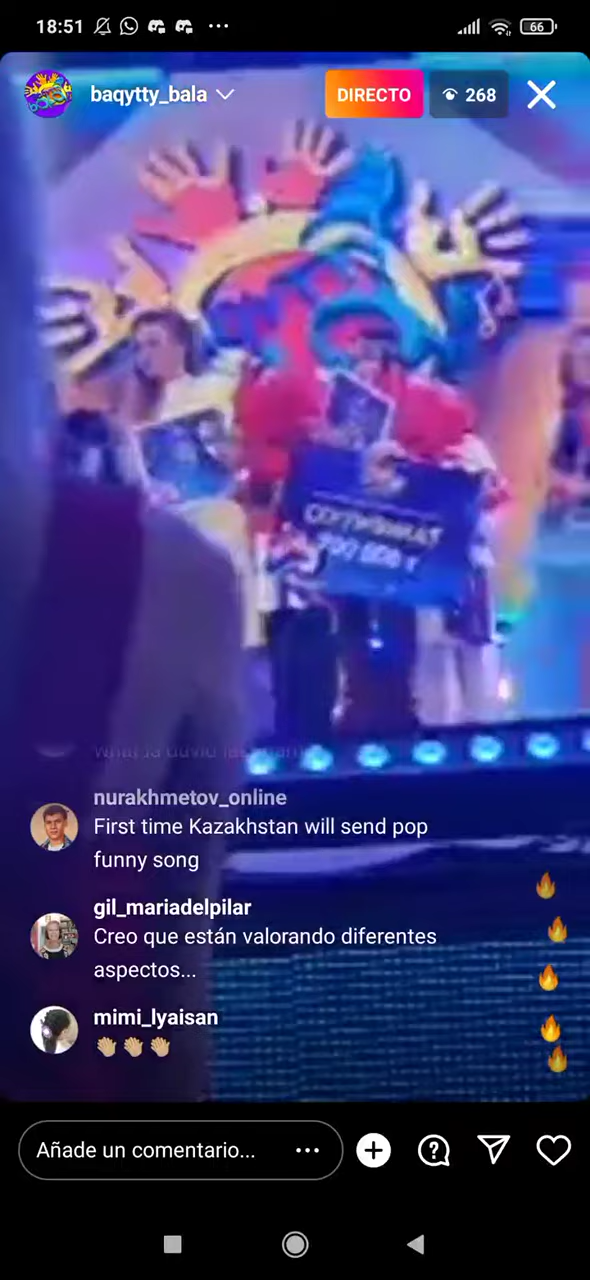 18:51
66
baqytty_bala
DIRECTO
268
СЕРТИФИКАТ
nurakhmetov_online
First time Kazakhstan will send pop
funny song
gil_mariadelpilar
Creo que están valorando diferentes
aspectos...
mimi_lyaisan
👏🏼👏🏼👏🏼
Añade un comentario...